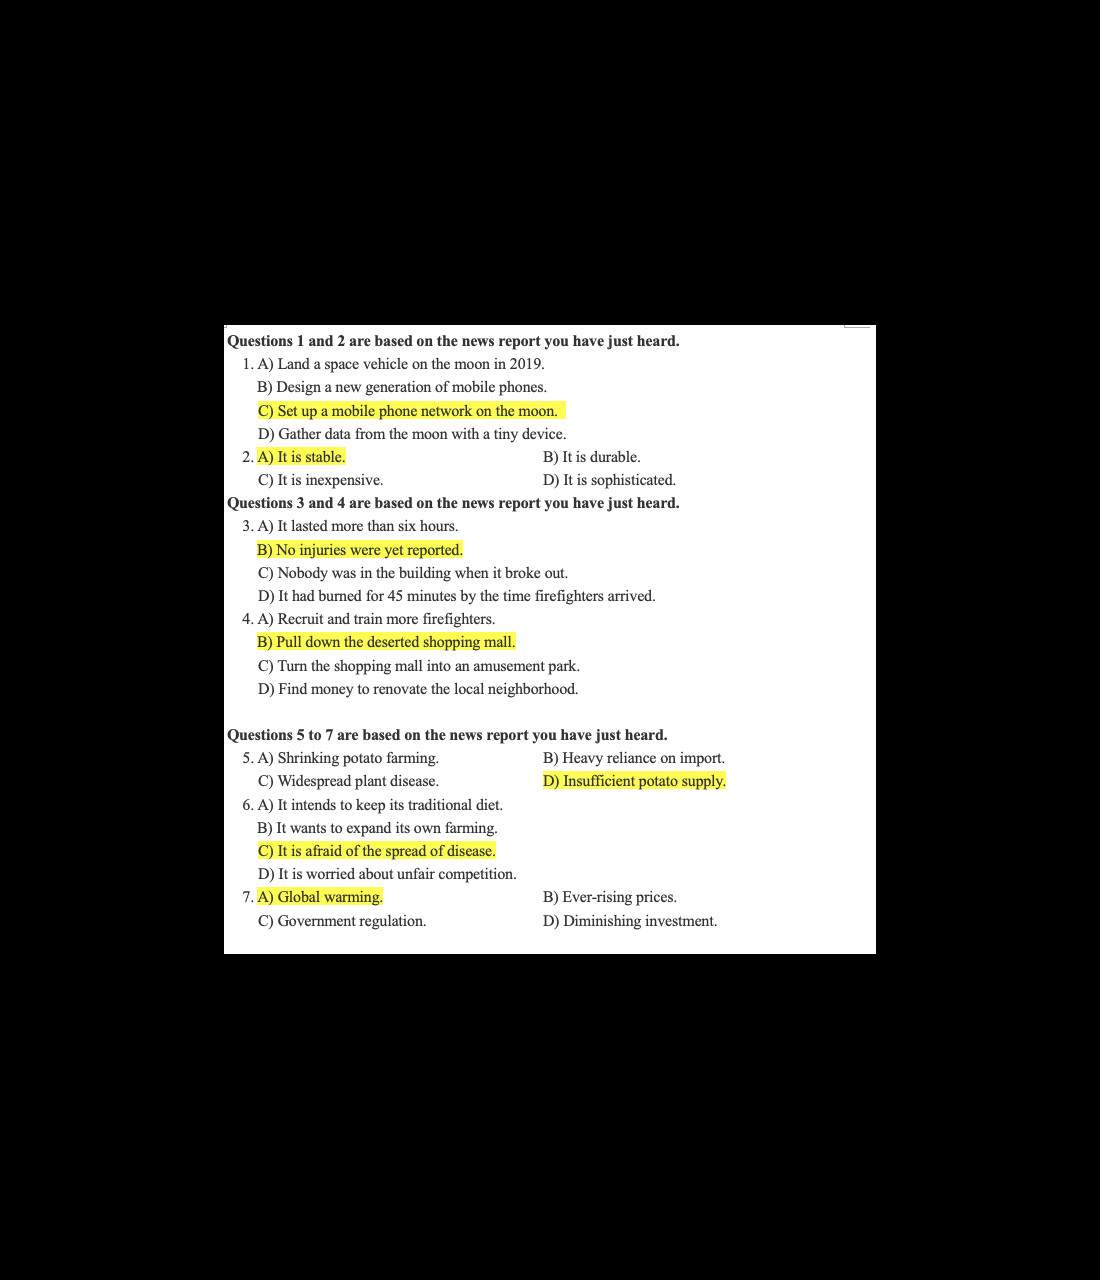 Questions 1 and 2 are based on the news report you have just heard.
1. A) Land a space vehicle on the moon in 2019.
B) Design a new generation of mobile phones.
C) Set up a mobile phone network on the moon.
D) Gather data from the moon with a tiny device.
2. A) It is stable. B) It is durable.
C) It is inexpensive. D) It is sophisticated.
Questions 3 and 4 are based on the news report you have just heard.
3. A) It lasted more than six hours.
B) No injuries were yet reported.
C) Nobody was in the building when it broke out.
D) It had burned for 45 minutes by the time firefighters arrived.
4. A) Recruit and train more firefighters.
B) Pull down the deserted shopping mall.
C) Turn the shopping mall into an amusement park.
D) Find money to renovate the local neighborhood.
Questions 5 to 7 are based on the news report you have just heard.
5. A) Shrinking potato farming. B) Heavy reliance on import.
C) Widespread plant disease. D) Insufficient potato supply.
6. A) It intends to keep its traditional diet.
B) It wants to expand its own farming.
C) It is afraid of the spread of disease.
D) It is worried about unfair competition.
7. A) Global warming. B) Ever-rising prices.
C) Government regulation. D) Diminishing investment.